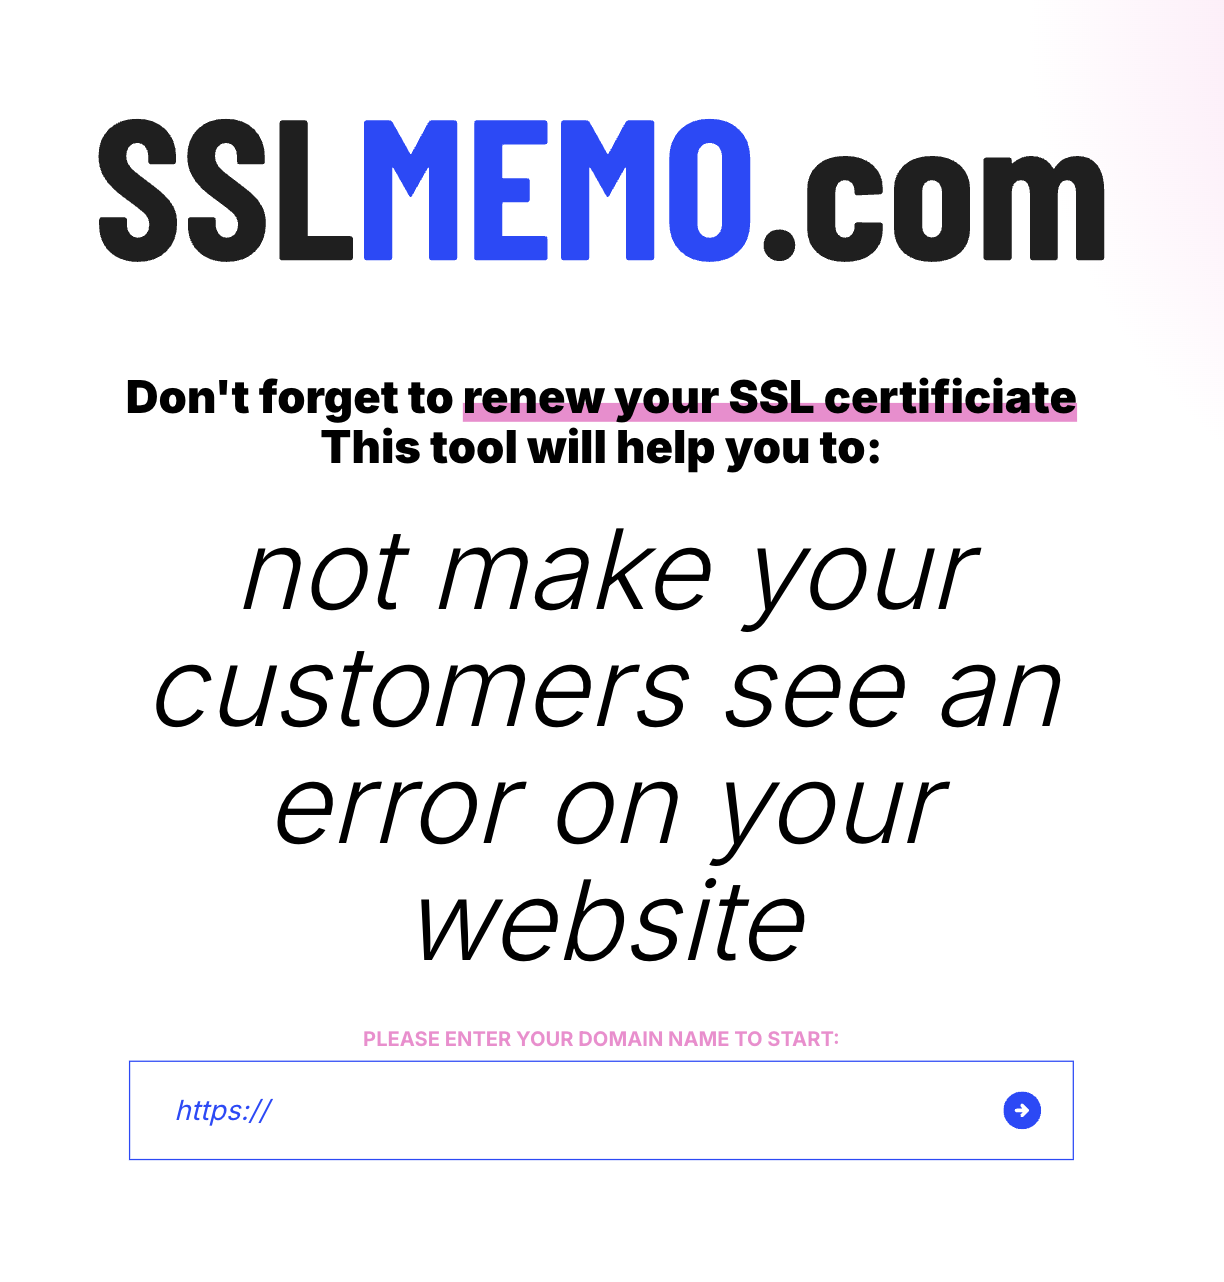 SSLMEMO.com
Don't forget to renew your SSL certificiate
This tool will help you to:
not make your
customers see an
error on your
website
PLEASE ENTER YOUR DOMAIN NAME TO START:
https://